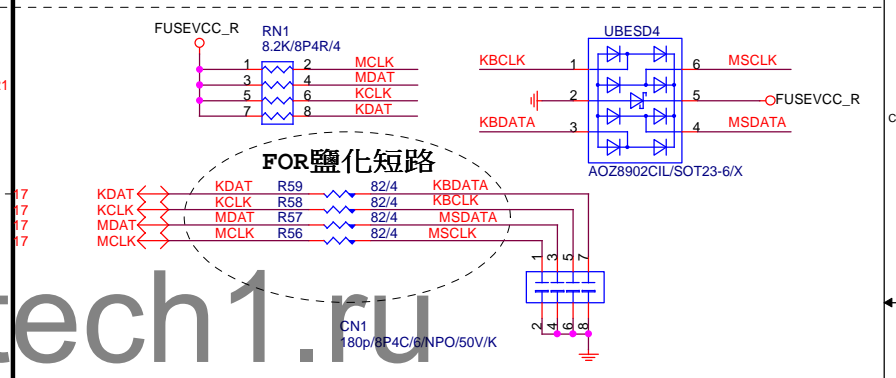 FUSEVCC_R
RN1
8.2K/8P4R/4
1 2 MCLK
3 4 MDAT
5 6 KCLK
7 8 KDAT
UBESD4
KBCLK 1 6 MSCLK
2 5 FUSEVCC_R
KBDATA 3 4 MSDATA
AOZ8902CIL/SOT23-6/X
C
FOR鹽化短路
17 KDAT KDAT R59 82/4 KBDATA
17 KCLK KCLK R58 82/4 KBCLK
17 MDAT MDAT R57 82/4 MSDATA
17 MCLK MCLK R56 82/4 MSCLK
1 3 5 7
2 4 6 8
CN1
180p/8P4C/6/NPO/50V/K
tech1.ru